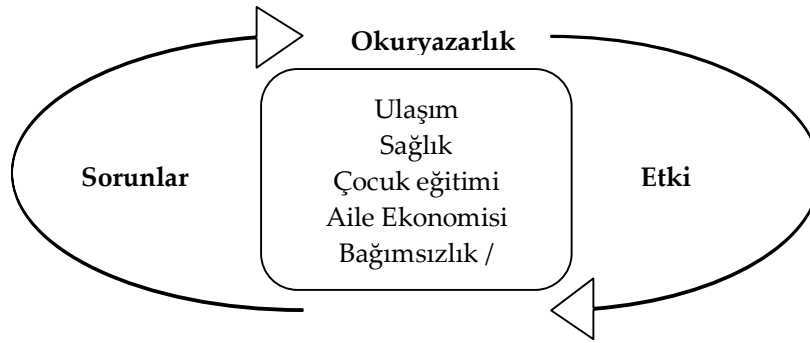 Okuryazarlık
Ulaşım
Sağlık
Sorunlar
Çocuk eğitimi
Etki
Aile Ekonomisi
Bağımsızlık /